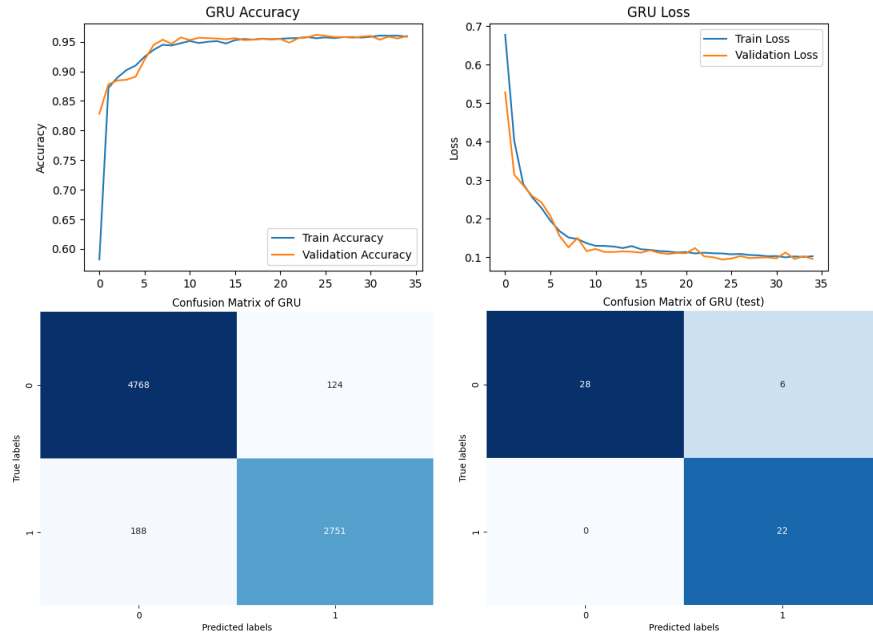 GRU Accuracy
0.95
0.90
0.85
0.80
0.75
0.70
0.65
0.60
Accuracy
Train Accuracy
Validation Accuracy
0 5 10 15 20 25 30 35
GRU Loss
0.7
0.6
0.5
0.4
0.3
0.2
0.1
Loss
Train Loss
Validation Loss
0 5 10 15 20 25 30 35
Confusion Matrix of GRU
True labels
0
4768 124
1
188 2751
0 1
Predicted labels
Confusion Matrix of GRU (test)
True labels
0
28 6
1
0 22
0 1
Predicted labels